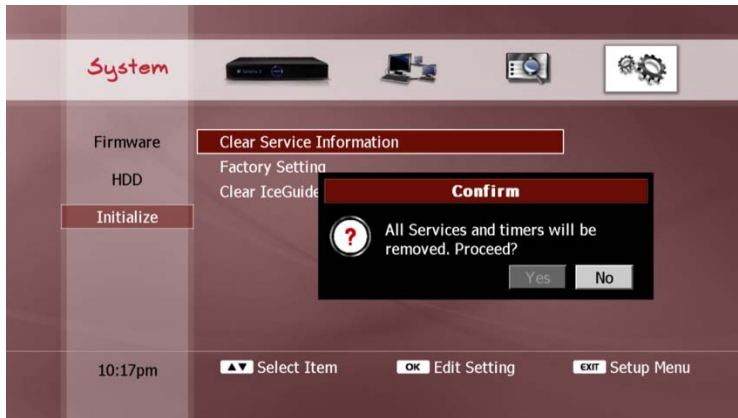 System
Firmware
HDD
Initialize
Clear Service Information
Factory Setting
Clear IceGuide
Confirm
?
All Services and timers will be
removed. Proceed?
Yes
No
10:17pm
▲▼ Select Item
OK Edit Setting
EXIT Setup Menu